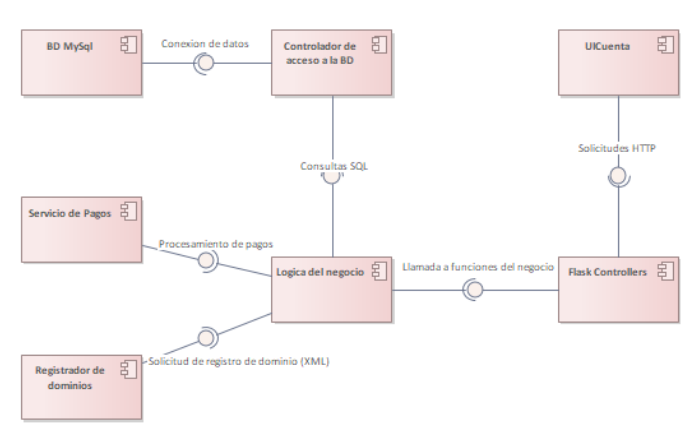 BD MySql
Conexion de datos
Controlador de
acceso a la BD
UICuenta
Solicitudes HTTP
Consultas SQL
Servicio de Pagos
Procesamiento de pagos
Logica del negocio
Llamada a funciones del negocio
Flask Controllers
Registrador de
dominios
Solicitud de registro de dominio (XML)